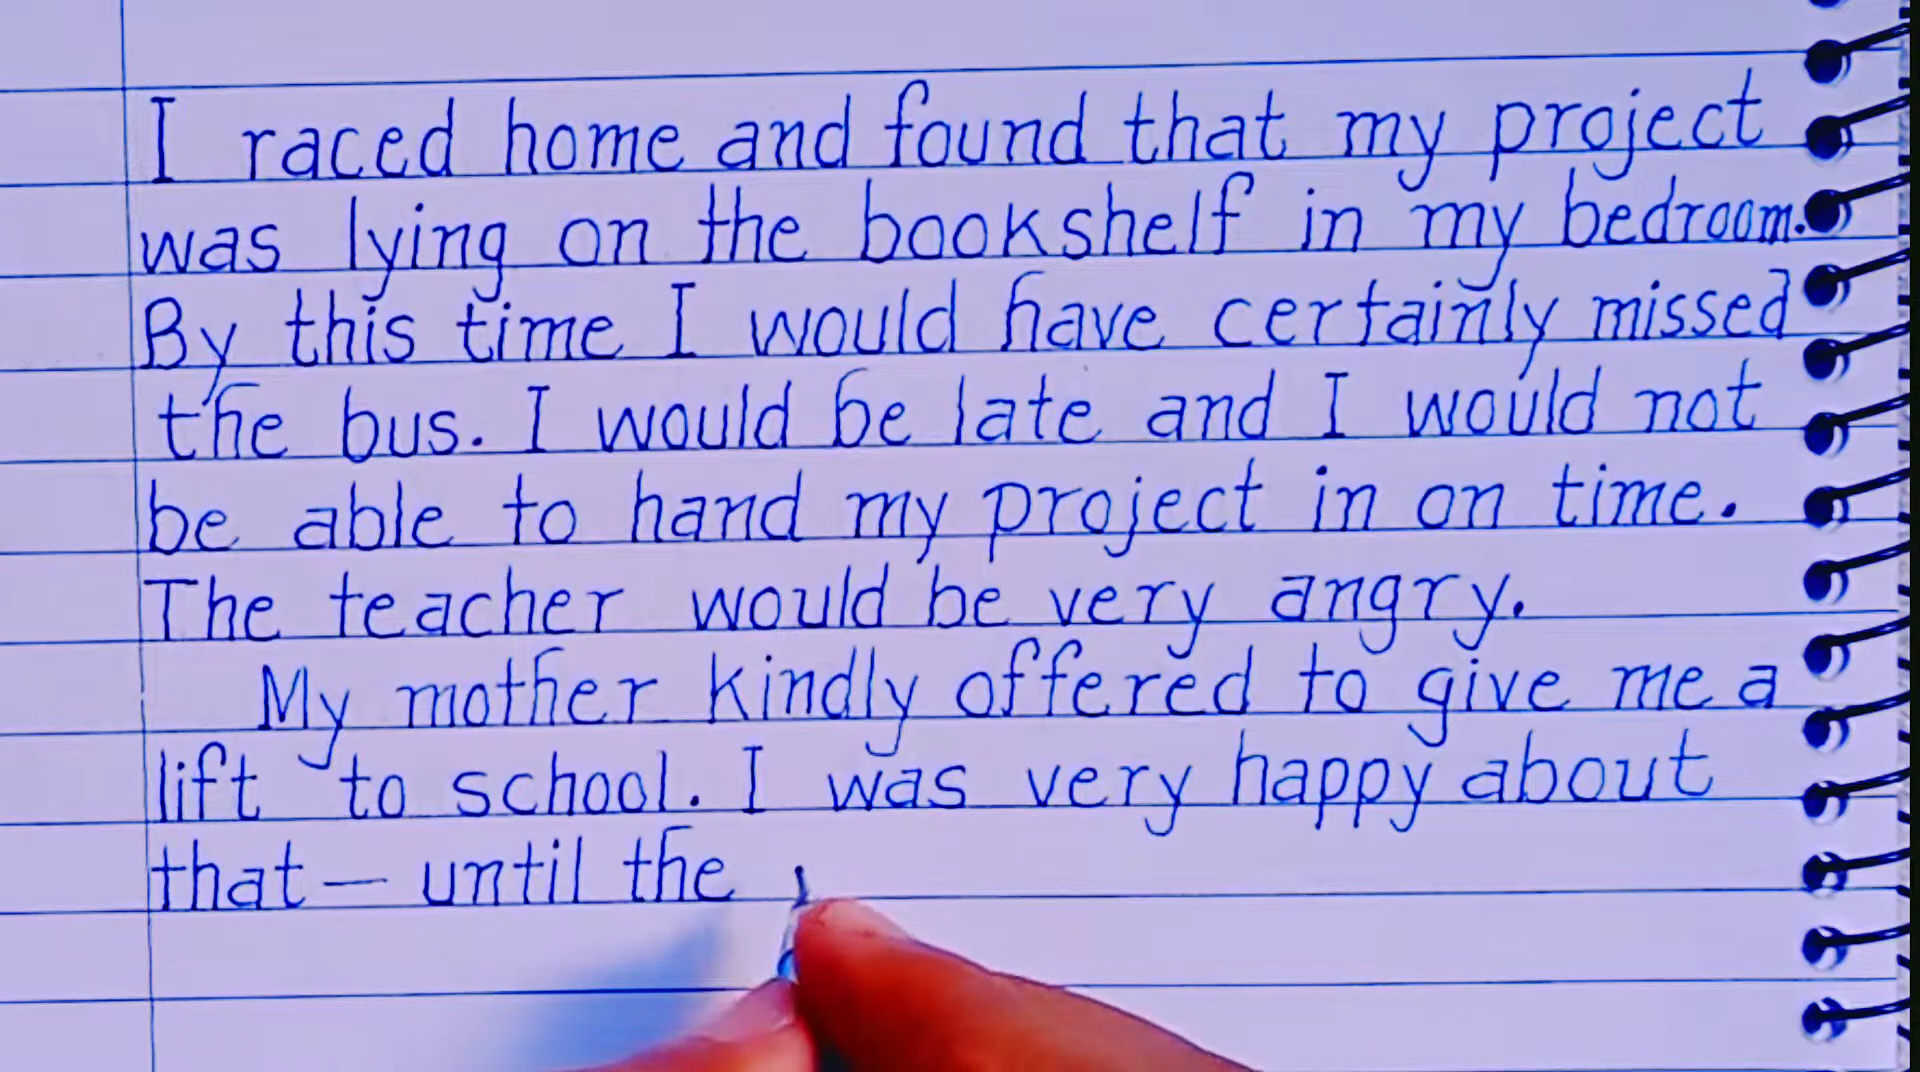 I raced home and found that my project
was lying on the bookshelf in my bedroom.
By this time I would have certainly missed
the bus. I would be late and I would not
be able to hand my project in on time.
The teacher would be very angry.
My mother kindly offered to give me a
lift to school. I was very happy about
that — until the